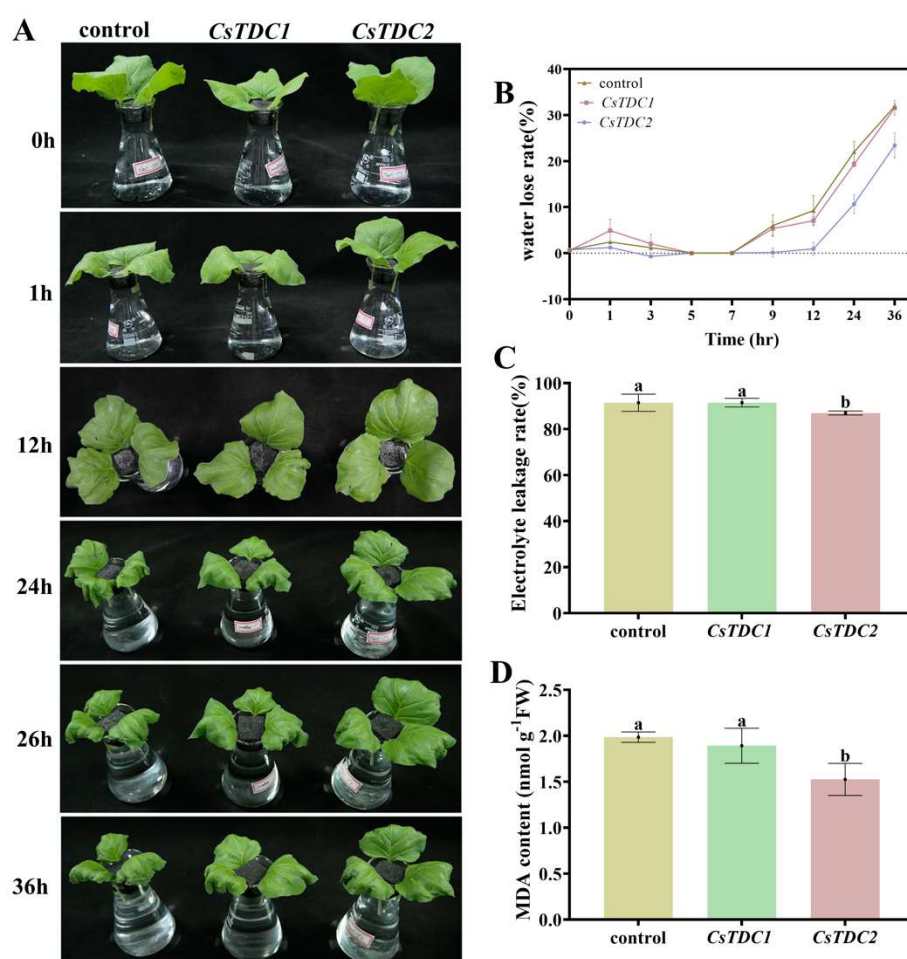 A
control CsTDC1 CsTDC2
0h
1h
12h
24h
26h
36h
B
40
30
20
10
0
-10
water lose rate(%)
control
CsTDC1
CsTDC2
0 1 3 5 7 9 12 24 36
Time (hr)
C
100
80
60
40
20
0
Electrolyte leakage rate(%)
a a b
control CsTDC1 CsTDC2
D
2.5
2.0
1.5
1.0
0.5
0.0
MDA content (nmol g-1FW)
a a b
control CsTDC1 CsTDC2